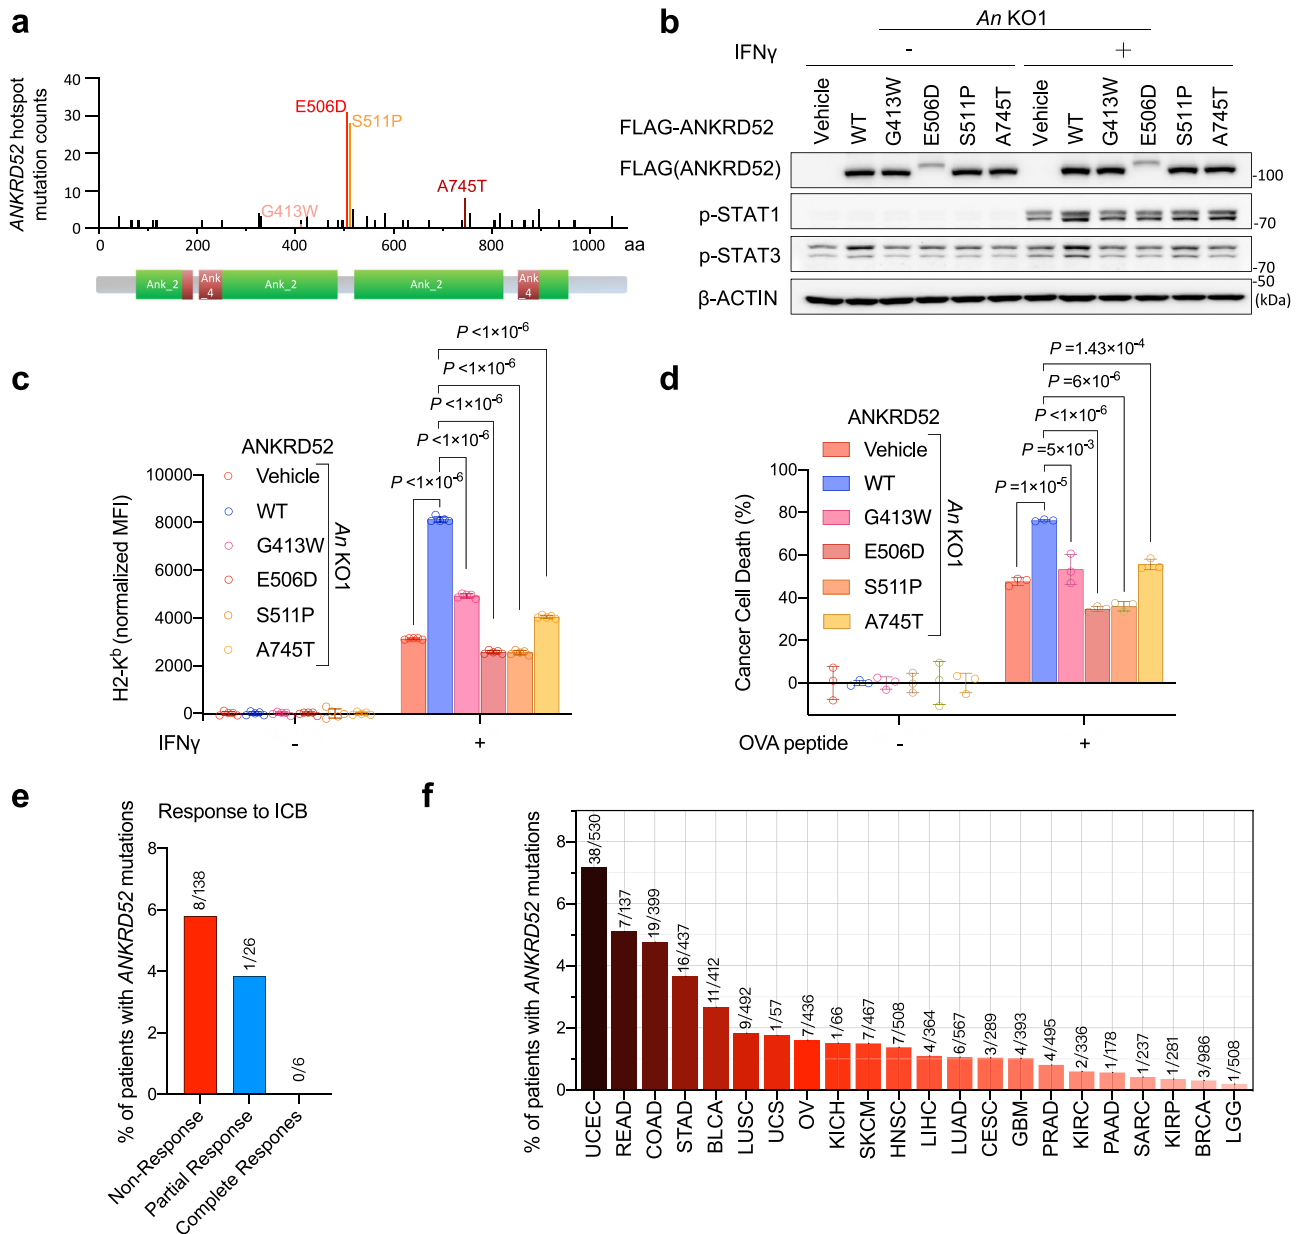 a
ANKRD52 hotspot
mutation counts
40
30
20
10
0
E506D
S511P
G413W
A745T
0 200 400 600 800 1000 aa
Ank_2
Ank
_4
Ank_2
Ank_2
Ank
_4
b
An KO1
IFNγ - +
FLAG-ANKRD52
Vehicle WT G413W E506D S511P A745T Vehicle WT G413W E506D S511P A745T
FLAG(ANKRD52)
-100
p-STAT1
-70
p-STAT3
-70
-50
β-ACTIN
(kDa)
c
P <1×10-6
P <1×10-6
P <1×10-6
P <1×10-6
P <1×10-6
ANKRD52
Vehicle
WT
G413W
E506D
S511P
A745T
An KO1
H2-Kb (normalized MFI)
10000
8000
6000
4000
2000
0
IFNγ - +
d
P =1.43×10-4
P =6×10-6
P <1×10-6
P =5×10-3
P =1×10-5
ANKRD52
Vehicle
WT
G413W
E506D
S511P
A745T
An KO1
Cancer Cell Death (%)
100
80
60
40
20
0
OVA peptide - +
e
Response to ICB
% of patients with ANKRD52 mutations
8
6
4
2
0
8/138
1/26
0/6
Non-Response
Partial Response
Complete Respones
f
% of patients with ANKRD52 mutations
8
6
4
2
0
38/530
7/137
19/399
16/437
11/412
9/492
1/57
7/436
1/66
7/467
7/508
4/364
6/567
3/289
4/393
4/495
2/336
1/178
1/237
1/281
3/986
1/508
UCEC
READ
COAD
STAD
BLCA
LUSC
UCS
OV
KICH
SKCM
HNSC
LIHC
LUAD
CESC
GBM
PRAD
KIRC
PAAD
SARC
KIRP
BRCA
LGG